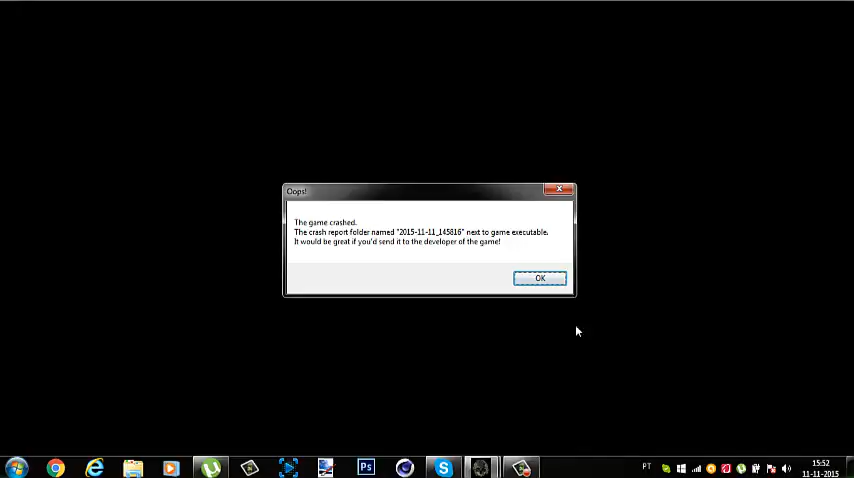 Oops!
The game crashed.
The crash report folder named "2015-11-11_145816" next to game executable.
It would be great if you'd send it to the developer of the game!
OK
Ps
PT
15:52
11-11-2015